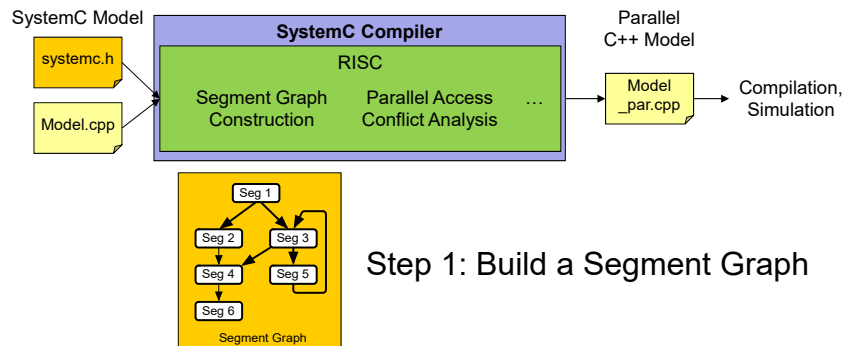 SystemC Model
systemc.h
Model.cpp
SystemC Compiler
RISC
Segment Graph
Construction
Parallel Access
Conflict Analysis
…
Parallel
C++ Model
Model
_par.cpp
Compilation,
Simulation
Seg 1
Seg 2
Seg 3
Seg 4
Seg 5
Seg 6
Segment Graph
Step 1: Build a Segment Graph